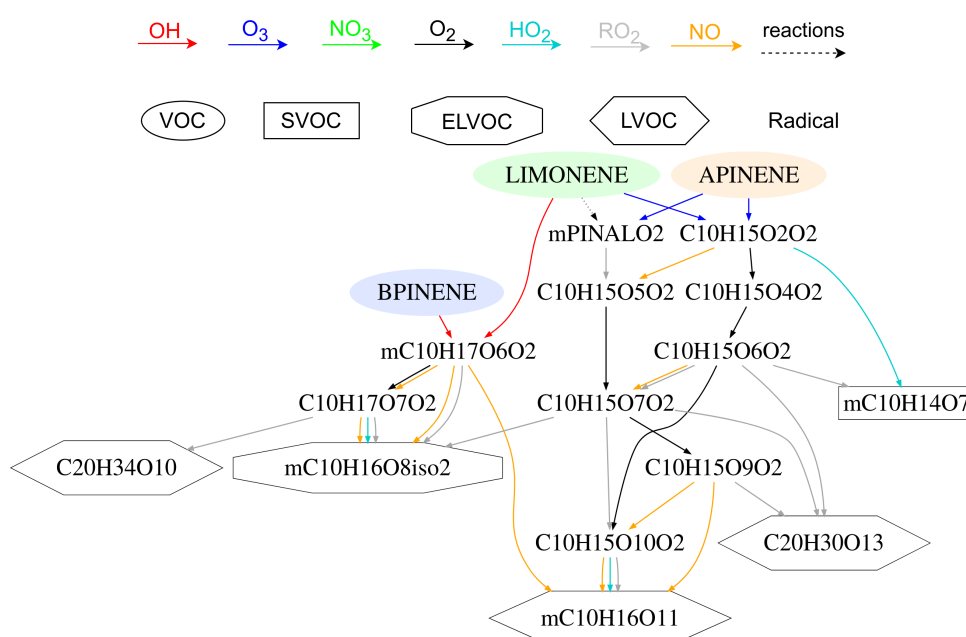 OH O3 NO3 O2 HO2 RO2 NO reactions
VOC SVOC ELVOC LVOC Radical
LIMONENE APINENE
mPINALO2 C10H15O2O2
BPINENE C10H15O5O2 C10H15O4O2
mC10H17O6O2 C10H15O6O2
C10H17O7O2 C10H15O7O2 mC10H14O7
C20H34O10 mC10H16O8iso2 C10H15O9O2
C10H15O10O2 C20H30O13
mC10H16O11